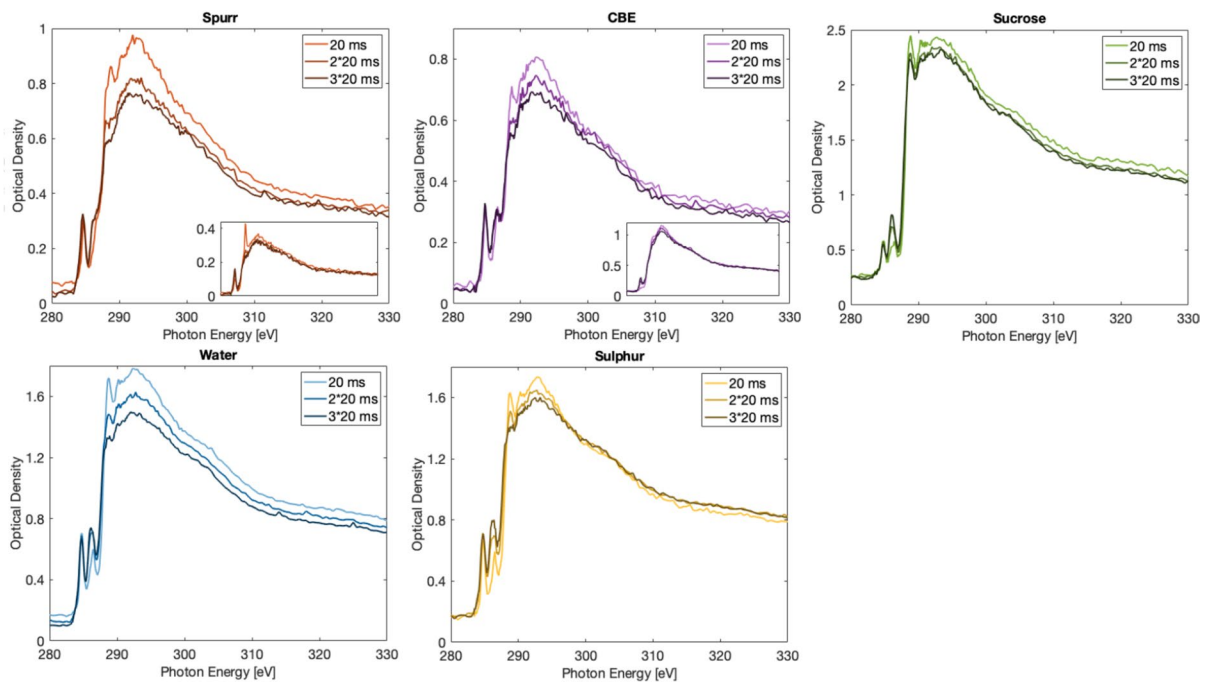 Spurr
1
0.8
0.6
0.4
0.2
0
Optical Density
20 ms
2*20 ms
3*20 ms
0.4
0.2
0
280 290 300 310 320 330
Photon Energy [eV]
CBE
0.8
0.6
0.4
0.2
0
Optical Density
20 ms
2*20 ms
3*20 ms
1
0.5
0
280 290 300 310 320 330
Photon Energy [eV]
Sucrose
2.5
2
1.5
1
0.5
0
Optical Density
20 ms
2*20 ms
3*20 ms
280 290 300 310 320 330
Photon Energy [eV]
Water
1.6
1.2
0.8
0.4
0
Optical Density
20 ms
2*20 ms
3*20 ms
280 290 300 310 320 330
Photon Energy [eV]
Sulphur
1.6
1.2
0.8
0.4
0
Optical Density
20 ms
2*20 ms
3*20 ms
280 290 300 310 320 330
Photon Energy [eV]